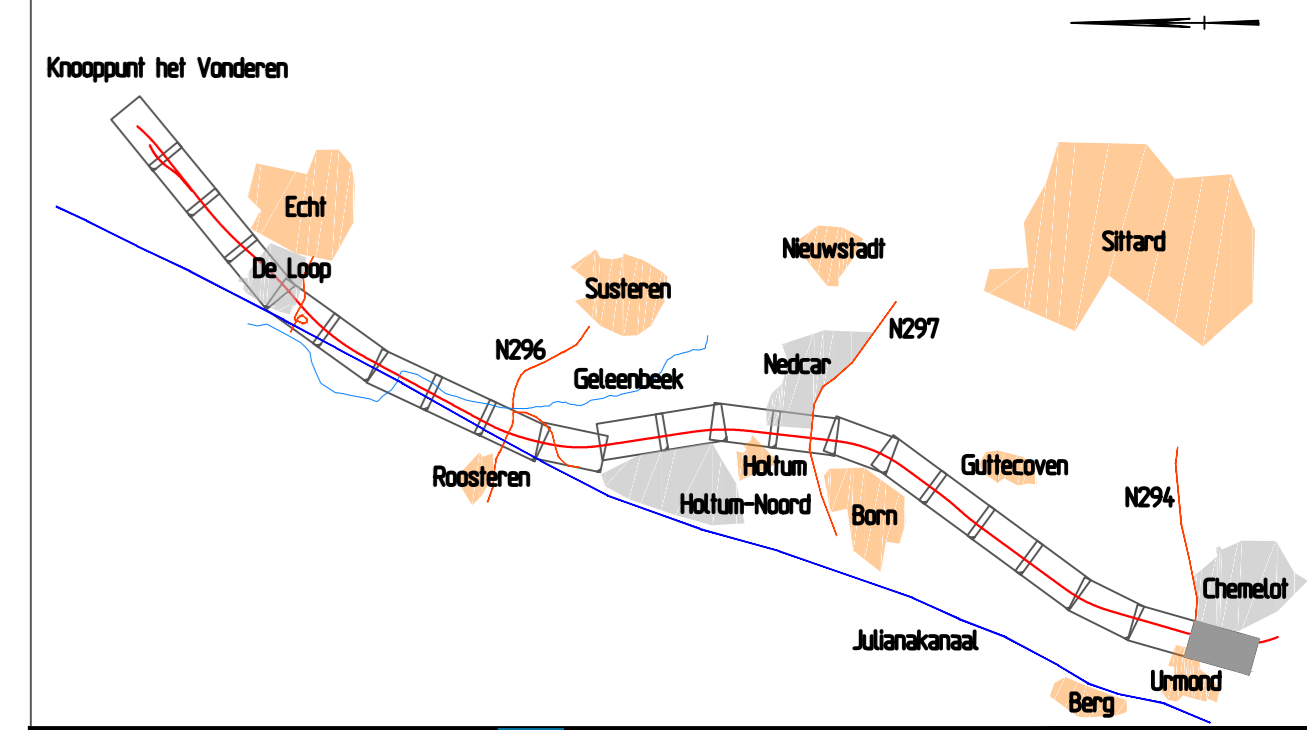 Knooppunt het Vonderen
Echt
De Loop
Susteren
Nieuwstadt
Sittard
N296
Geleenbeek
Nedcar
N297
Roosteren
Holtum
Holtum-Noord
Born
Guttecoven
N294
Chemelot
Julianakanaal
Urmond
Berg